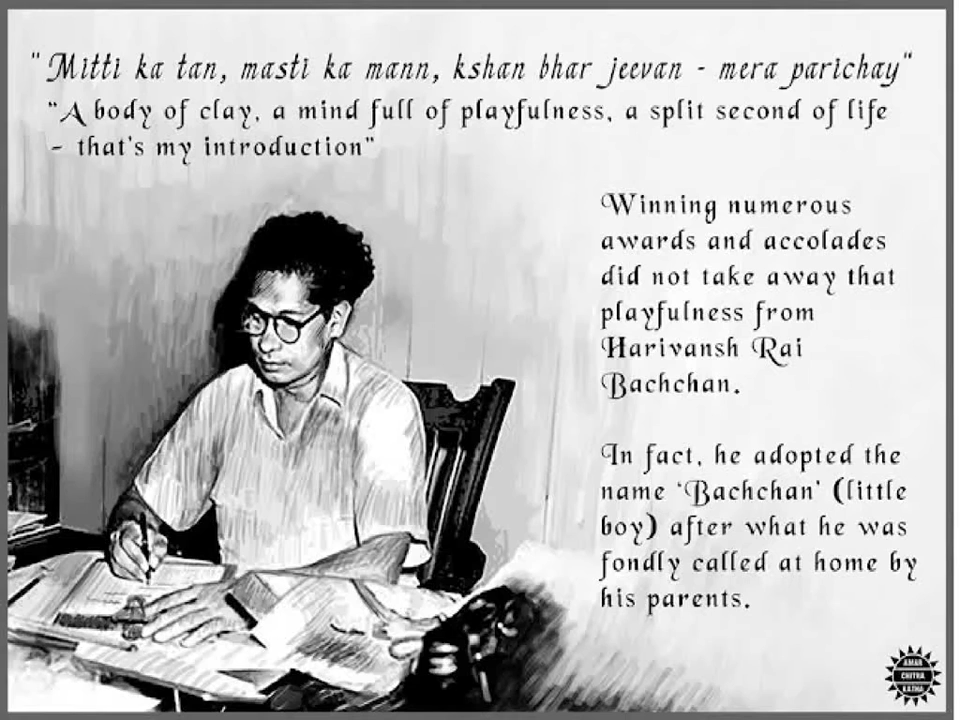 "Mitti ka tan, masti ka mann, kshan bhar jeevan - mera parichay"
"A body of clay, a mind full of playfulness, a split second of life
- that's my introduction"
Winning numerous
awards and accolades
did not take away that
playfulness from
Harivansh Rai
Bachchan.
In fact, he adopted the
name 'Bachchan' (little
boy) after what he was
fondly called at home by
his parents.
AMAR
CHITRA
KATHA